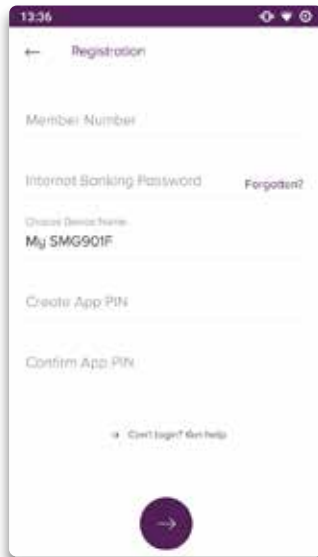 13:36
Registration
Member Number
Internet Banking Password
Forgotten?
Choose Device Name
My SMG901F
Create App PIN
Confirm App PIN
Can't login? Get help